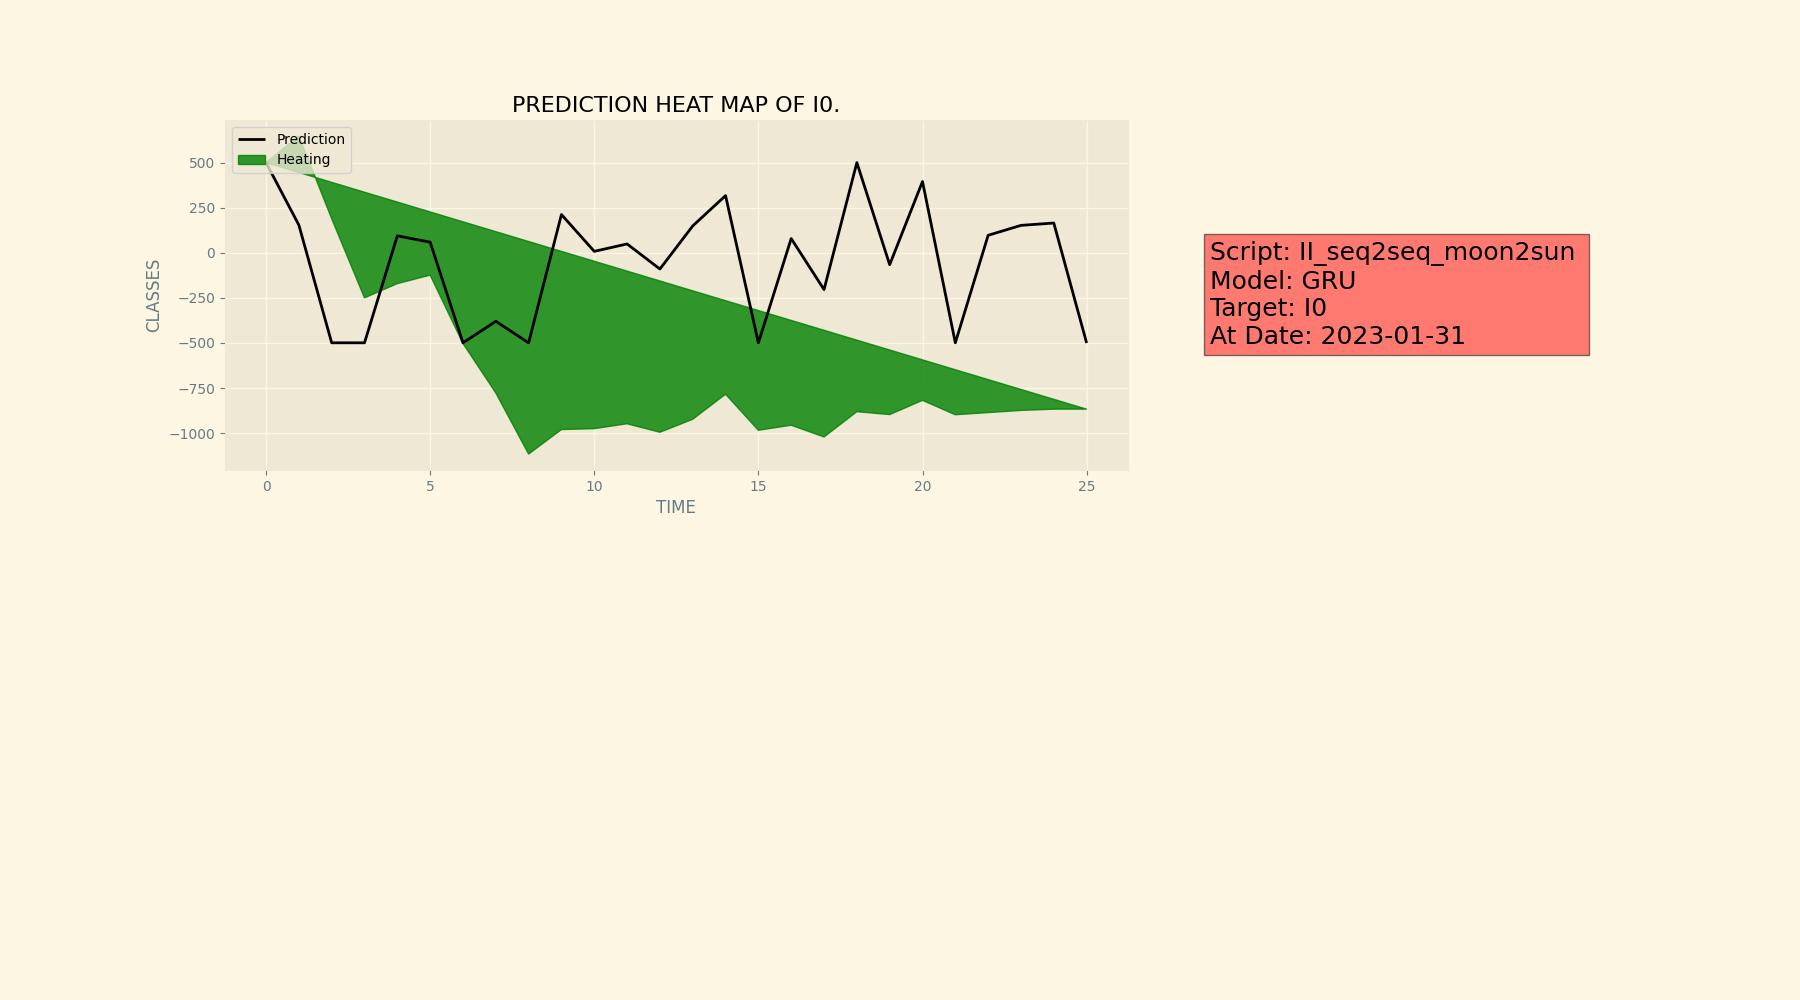 PREDICTION HEAT MAP OF I0.
Prediction
Heating
500
250
0
−250
−500
−750
−1000
CLASSES
0 5 10 15 20 25
TIME
Script: II_seq2seq_moon2sun
Model: GRU
Target: I0
At Date: 2023-01-31